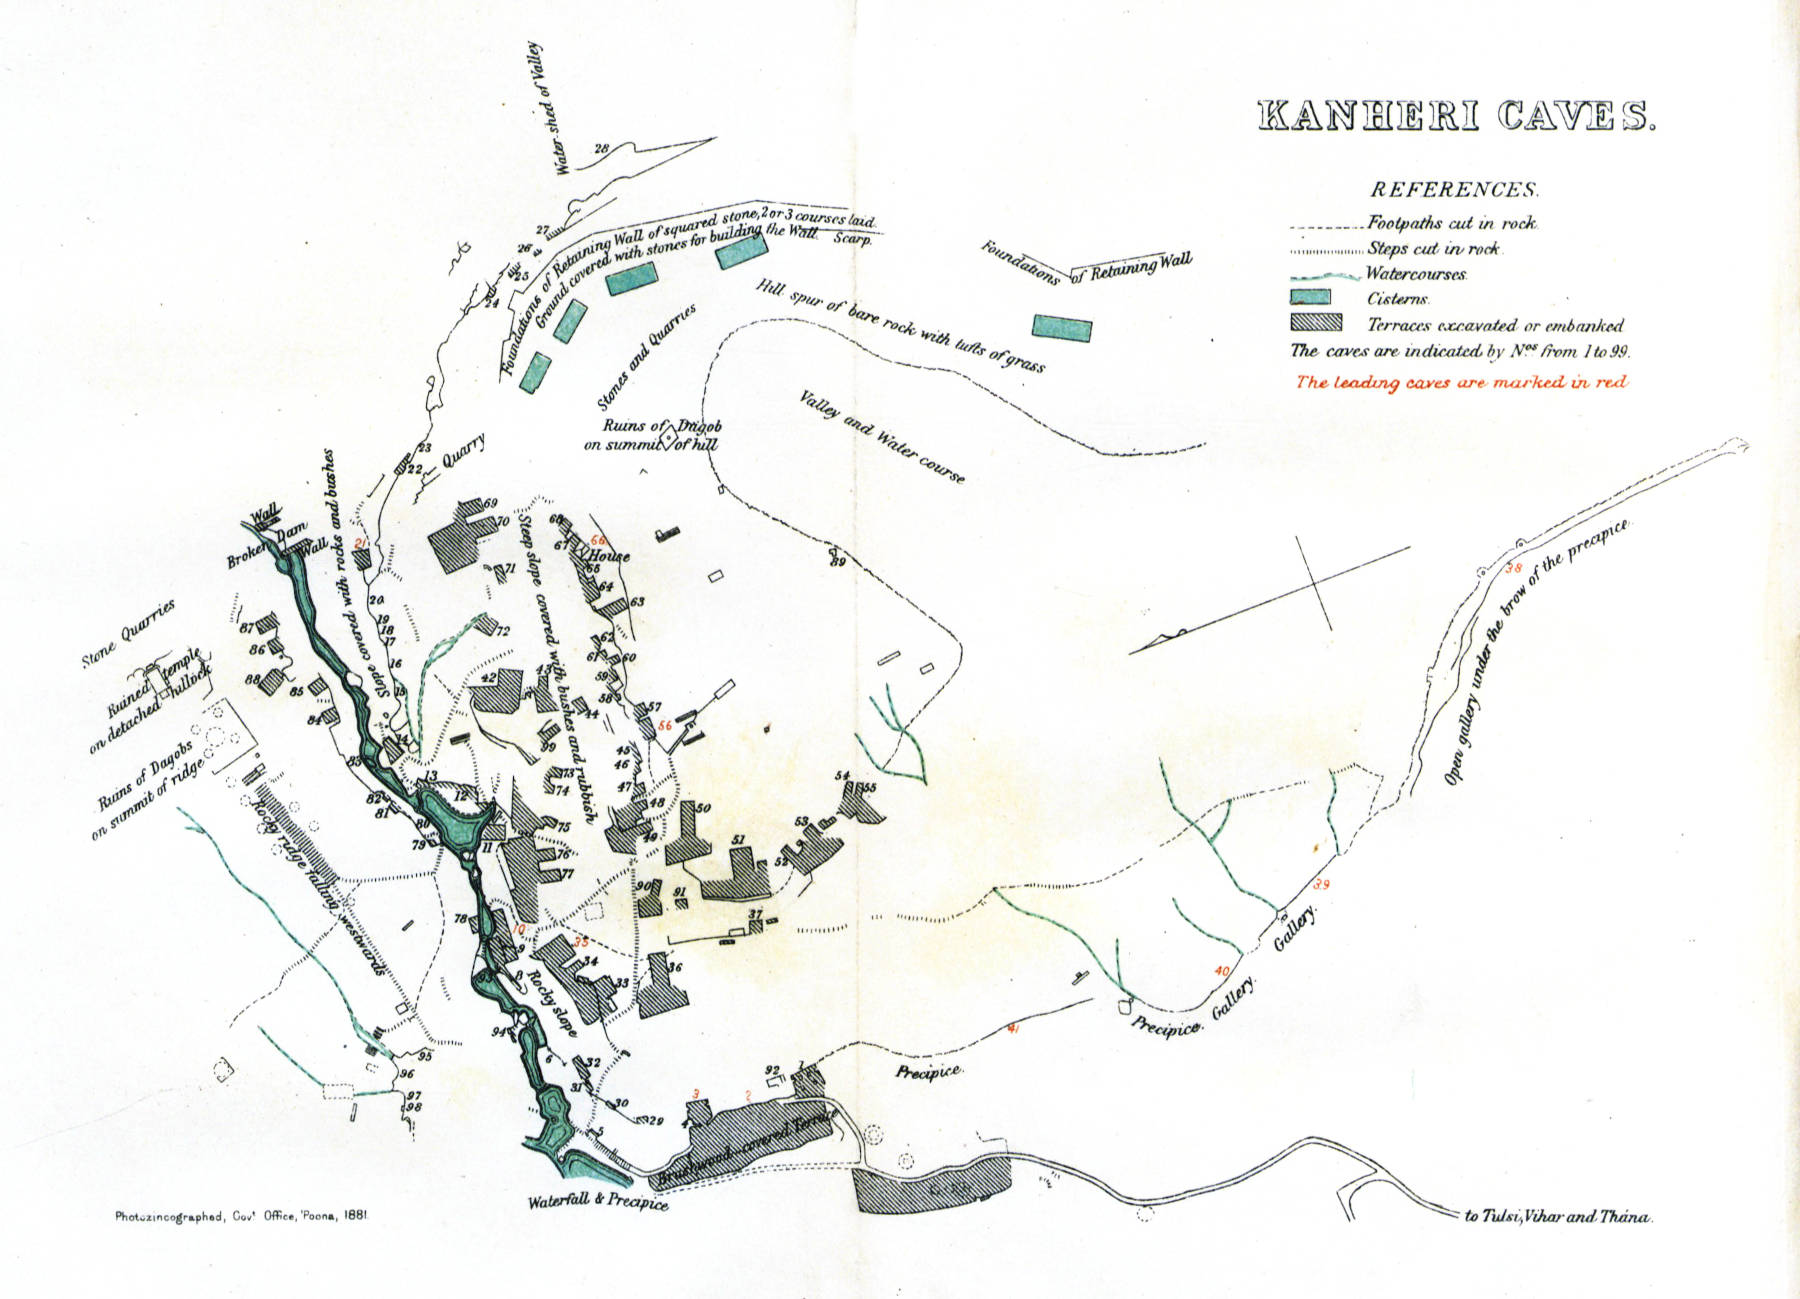 KANHERI CAVES.
REFERENCES.
Footpaths cut in rock.
Steps cut in rock.
Watercourses.
Cisterns.
Terraces excavated or embanked
The caves are indicated by Nos from 1 to 99.
The leading caves are marked in red
Water-shed of Valley
28
27
26
25
24
Foundations of Retaining Wall of squared stone, 2 or 3 courses laid.
Ground covered with stones for building the Wall.
Scarp.
Foundations of Retaining Wall
Hill spur of bare rock with tufts of grass
Stones and Quarries
Ruins of Dagob
on summit of hill
Valley and Water course
23
22
Quarry
Slope covered with rocks and bushes
Wall
Broken Dam
Wall
21
20
19
18
17
16
15
14
69
70
71
72
68
67
66
House
65
64
63
62
61
60
59
58
57
56
89
Steep slope covered with bushes and rubbish
Stone Quarries
Ruined temple
on detached hillock
Ruins of Dagobs
on summit of ridge
Rocky ridge falling westwards
87
86
88
85
84
83
82
81
80
79
13
12
11
42
43
44
99
73
74
75
76
77
45
46
47
48
49
50
51
52
53
54
55
90
91
37
36
35
34
33
78
10
9
8
93
94
6
Rocky slope
32
31
30
29
5
95
96
97
98
3
2
4
92
1
Brushwood-covered Terrace
Waterfall & Precipice
Precipice.
41
Precipice.
40
Gallery.
39
Gallery.
38
Open gallery under the brow of the precipice.
to Tulsi, Vihar and Thána.
Photozincographed, Govt Office, Poona, 1881.